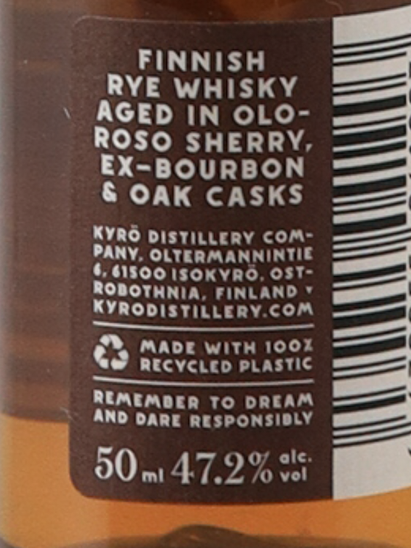 FINNISH
RYE WHISKY
AGED IN OLO-
ROSO SHERRY,
EX-BOURBON
& OAK CASKS
KYRÖ DISTILLERY COM-
PANY, OLTERMANNINTIE
6, 61500 ISOKYRÖ, OST-
ROBOTHNIA, FINLAND
KYRODISTILLERY.COM
MADE WITH 100%
RECYCLED PLASTIC
REMEMBER TO DREAM
AND DARE RESPONSIBLY
50 ml 47.2% alc. vol